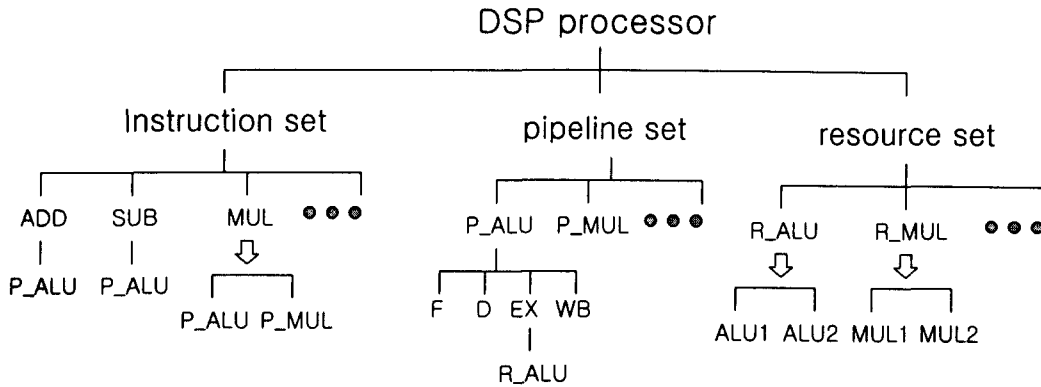 DSP processor
Instruction set
pipeline set
resource set
ADD SUB MUL
P_ALU P_MUL
R_ALU R_MUL
P_ALU P_ALU
P_ALU P_MUL
F D EX WB
R_ALU
ALU1 ALU2 MUL1 MUL2